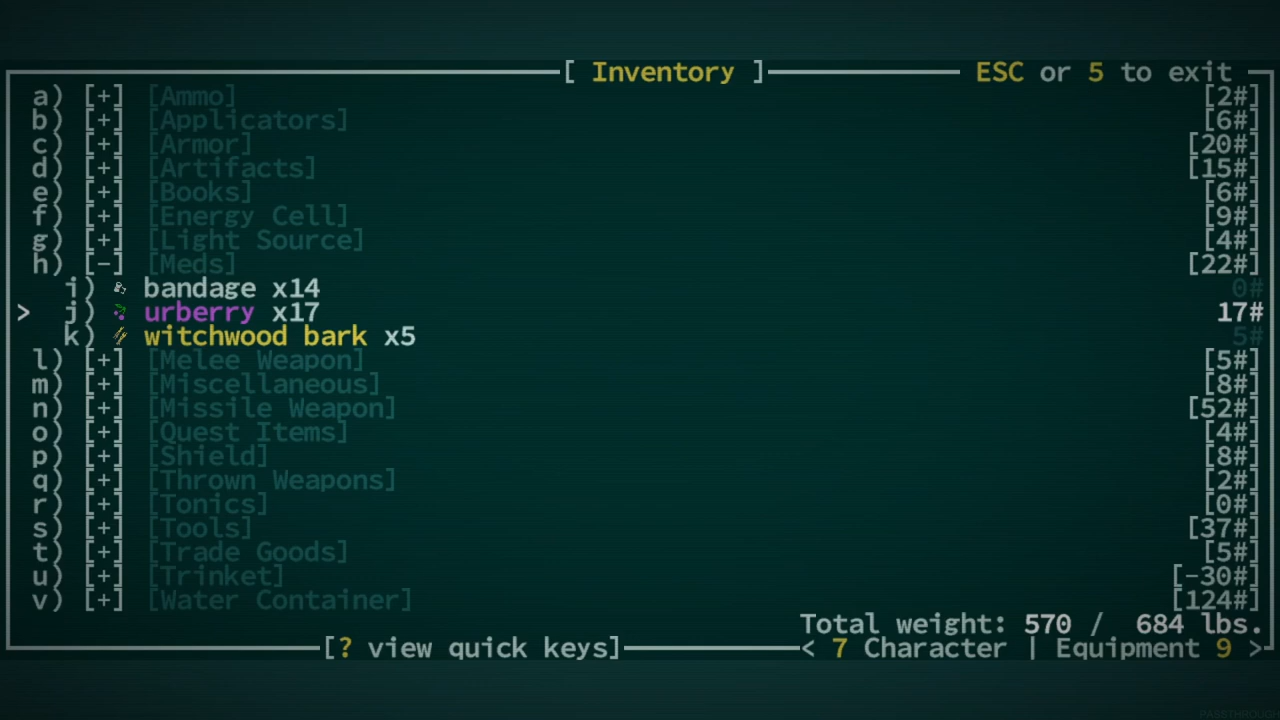 [ Inventory ] ESC or 5 to exit
a) [+] [Ammo] [2#]
b) [+] [Applicators] [6#]
c) [+] [Armor] [20#]
d) [+] [Artifacts] [15#]
e) [+] [Books] [6#]
f) [+] [Energy Cell] [9#]
g) [+] [Light Source] [4#]
h) [-] [Meds] [22#]
i) bandage x14 0#
> j) urberry x17 17#
k) witchwood bark x5 5#
l) [+] [Melee Weapon] [5#]
m) [+] [Miscellaneous] [8#]
n) [+] [Missile Weapon] [52#]
o) [+] [Quest Items] [4#]
p) [+] [Shield] [8#]
q) [+] [Thrown Weapons] [2#]
r) [+] [Tonics] [0#]
s) [+] [Tools] [37#]
t) [+] [Trade Goods] [5#]
u) [+] [Trinket] [-30#]
v) [+] [Water Container] [124#]
Total weight: 570 / 684 lbs.
[? view quick keys] < 7 Character | Equipment 9 >